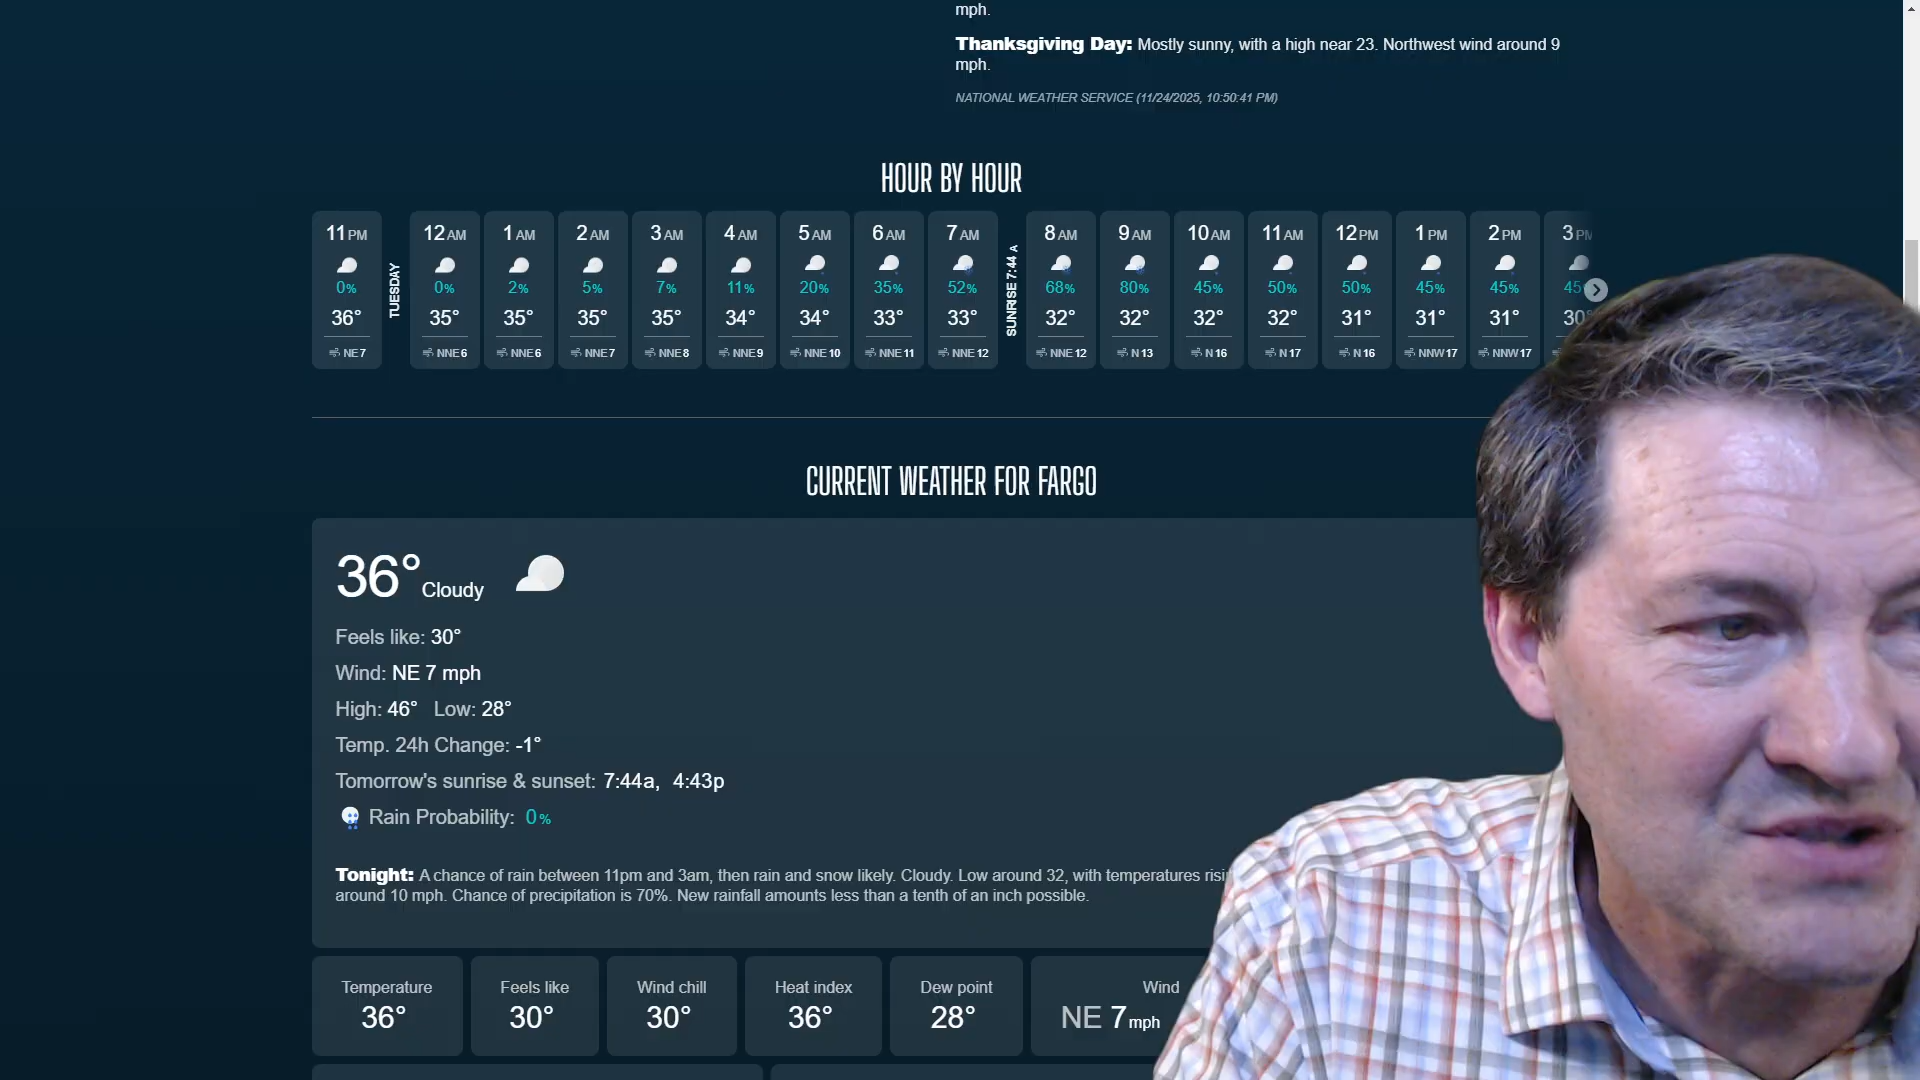 mph.
Thanksgiving Day: Mostly sunny, with a high near 23. Northwest wind around 9
mph.
NATIONAL WEATHER SERVICE (11/24/2025, 10:50:41 PM)
HOUR BY HOUR
11 PM 0% 36° NE 7
TUESDAY
12 AM 0% 35° NNE 6
1 AM 2% 35° NNE 6
2 AM 5% 35° NNE 7
3 AM 7% 35° NNE 8
4 AM 11% 34° NNE 9
5 AM 20% 34° NNE 10
6 AM 35% 33° NNE 11
7 AM 52% 33° NNE 12
SUNRISE 7:44 A
8 AM 68% 32° NNE 12
9 AM 80% 32° N 13
10 AM 45% 32° N 16
11 AM 50% 32° N 17
12 PM 50% 31° N 16
1 PM 45% 31° NNW 17
2 PM 45% 31° NNW 17
3 PM 45 30°
CURRENT WEATHER FOR FARGO
36° Cloudy
Feels like: 30°
Wind: NE 7 mph
High: 46° Low: 28°
Temp. 24h Change: -1°
Tomorrow's sunrise & sunset: 7:44a, 4:43p
Rain Probability: 0%
Tonight: A chance of rain between 11pm and 3am, then rain and snow likely. Cloudy. Low around 32, with temperatures
around 10 mph. Chance of precipitation is 70%. New rainfall amounts less than a tenth of an inch possible.
Temperature Feels like Wind chill Heat index Dew point Wind
36° 30° 30° 36° 28° NE 7 mph